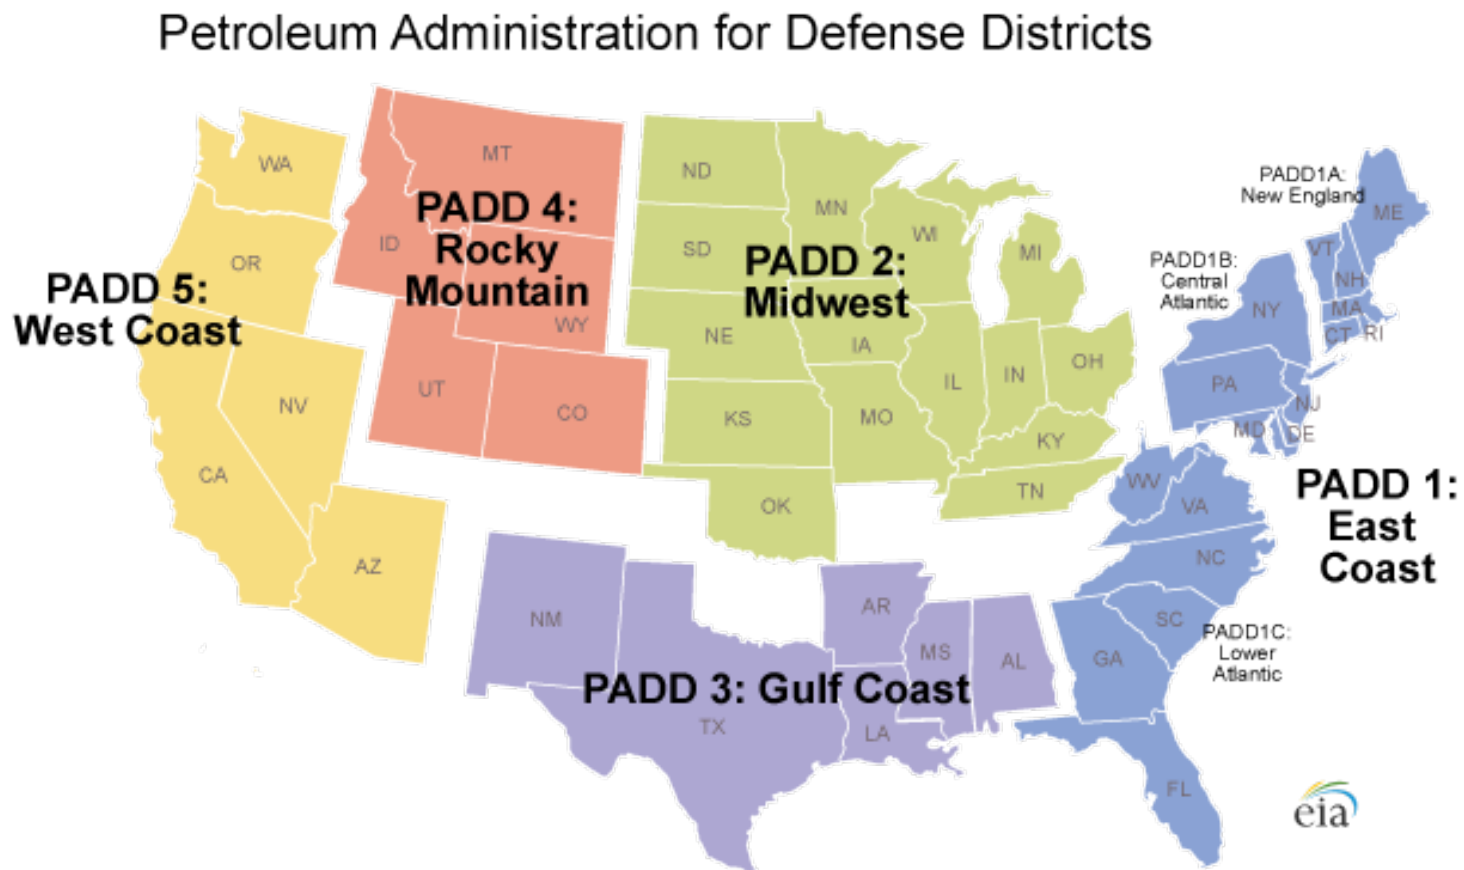 Petroleum Administration for Defense Districts
WA
OR
CA
NV
AZ
PADD 5:
West Coast
MT
ID
WY
UT
CO
PADD 4:
Rocky
Mountain
ND
SD
NE
KS
OK
MN
IA
MO
WI
IL
MI
IN
OH
KY
TN
PADD 2:
Midwest
NM
TX
AR
LA
MS
AL
PADD 3: Gulf Coast
PADD1A:
New England
ME
VT
NH
MA
CT
RI
PADD1B:
Central
Atlantic
NY
PA
NJ
MD
DE
PADD 1:
East
Coast
WV
VA
NC
SC
GA
FL
PADD1C:
Lower
Atlantic
eia